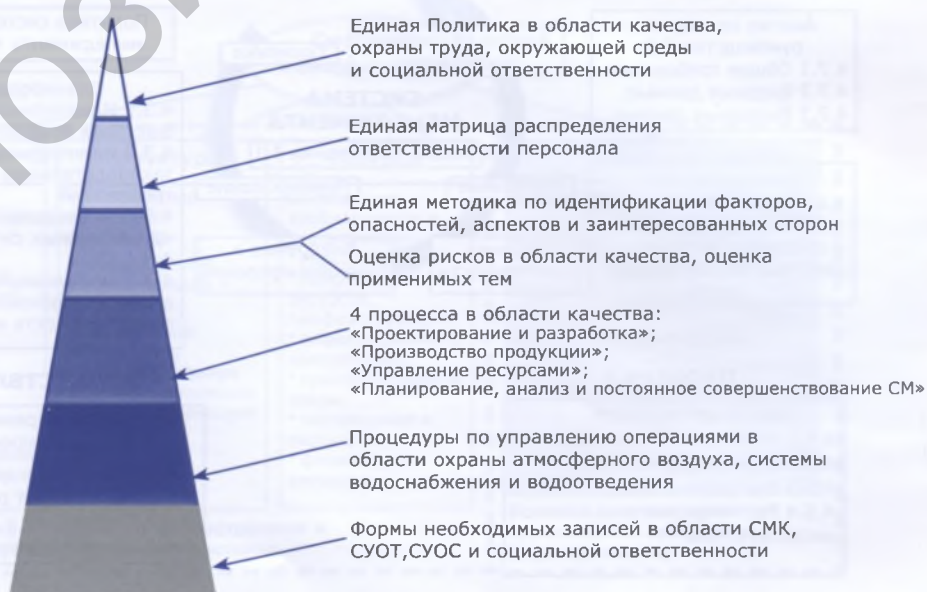 Единая Политика в области качества,
охраны труда, окружающей среды
и социальной ответственности
Единая матрица распределения
ответственности персонала
Единая методика по идентификации факторов,
опасностей, аспектов и заинтересованных сторон
Оценка рисков в области качества, оценка
применимых тем
4 процесса в области качества:
«Проектирование и разработка»;
«Производство продукции»;
«Управление ресурсами»;
«Планирование, анализ и постоянное совершенствование СМ»
Процедуры по управлению операциями в
области охраны атмосферного воздуха, системы
водоснабжения и водоотведения
Формы необходимых записей в области СМК,
СУОТ,СУОС и социальной ответственности